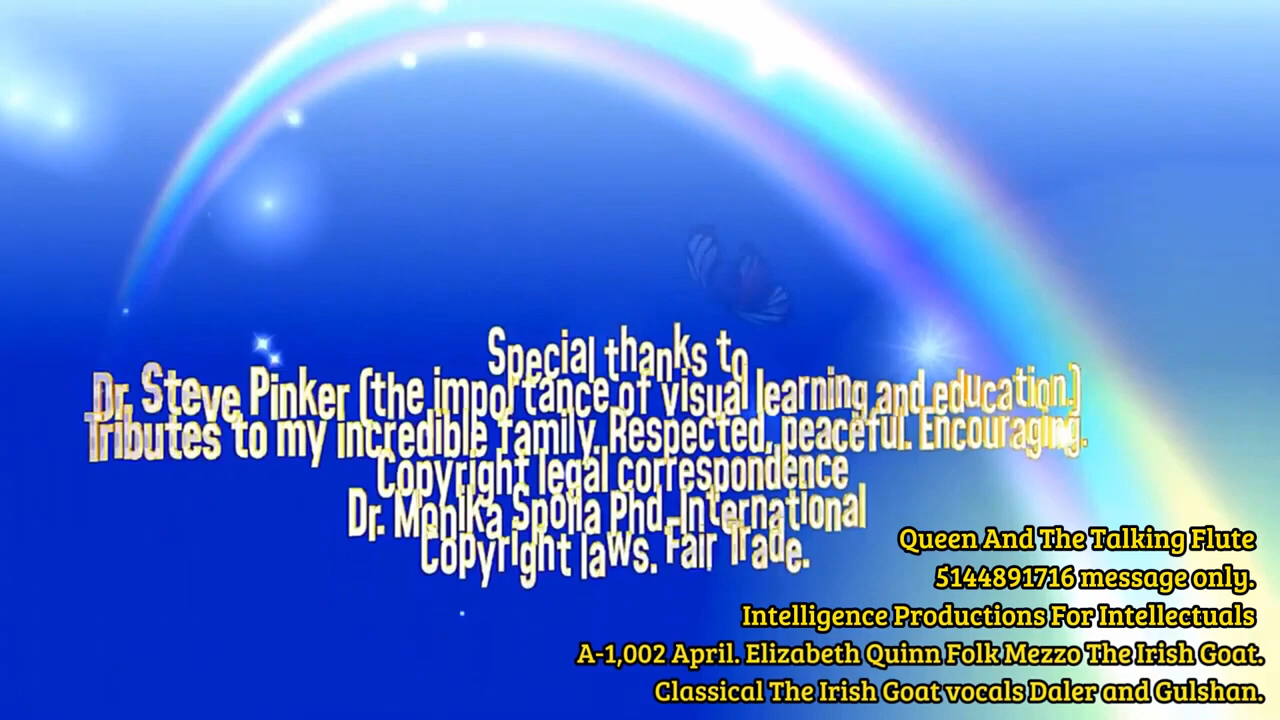 Special thanks to
Dr. Steve Pinker (the importance of visual learning and education.)
Tributes to my incredible family. Respected, peaceful. Encouraging.
Copyright legal correspondence
Dr. Monika Spolia Phd. International
Copyright laws. Fair Trade.
Queen And The Talking Flute
5144891716 message only.
Intelligence Productions For Intellectuals
A-1,002 April. Elizabeth Quinn Folk Mezzo The Irish Goat.
Classical The Irish Goat vocals Daler and Gulshan.